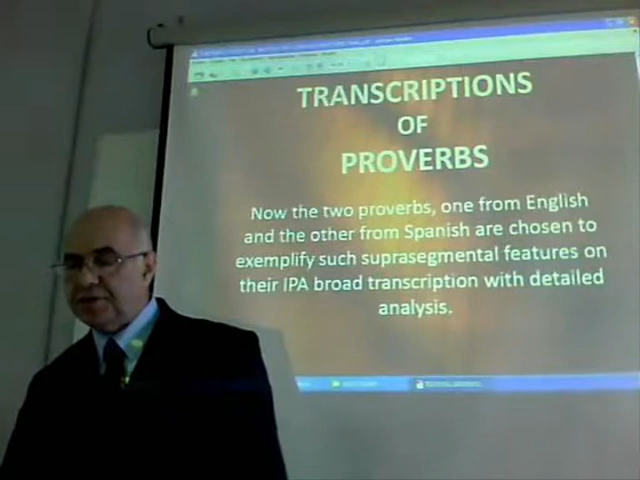 TRANSCRIPTIONS
OF
PROVERBS
Now the two proverbs, one from English
and the other from Spanish are chosen to
exemplify such suprasegmental features on
their IPA broad transcription with detailed
analysis.